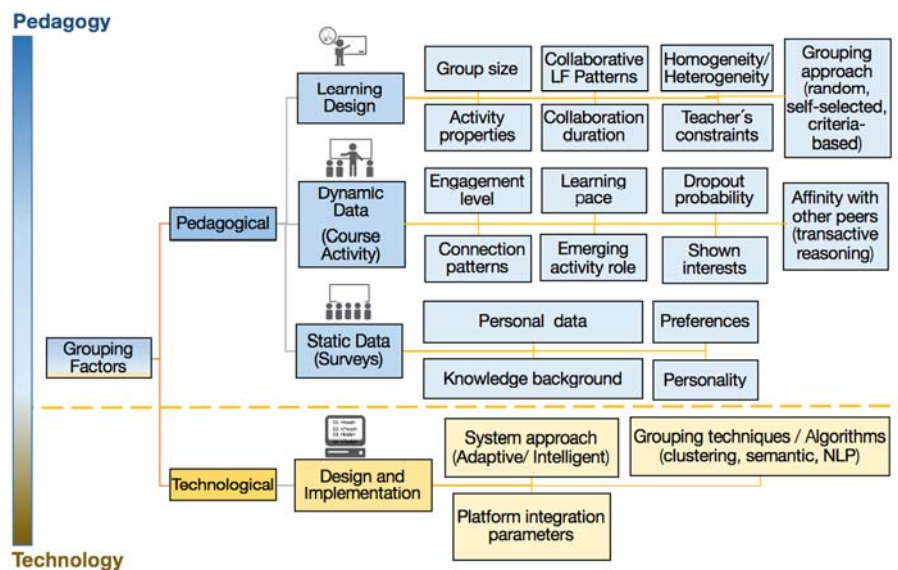 Pedagogy
Learning
Design
Group size
Collaborative
LF Patterns
Homogeneity/
Heterogeneity
Grouping
approach
(random,
self-selected,
criteria-
based)
Activity
properties
Collaboration
duration
Teacher´s
constraints
Pedagogical
Dynamic
Data
(Course
Activity)
Engagement
level
Learning
pace
Dropout
probability
Affinity with
other peers
(transactive
reasoning)
Connection
patterns
Emerging
activity role
Shown
interests
Grouping
Factors
Static Data
(Surveys)
Personal data
Preferences
Knowledge background
Personality
Technological
Design and
Implementation
System approach
(Adaptive/ Intelligent)
Grouping techniques / Algorithms
(clustering, semantic, NLP)
Platform integration
parameters
Technology